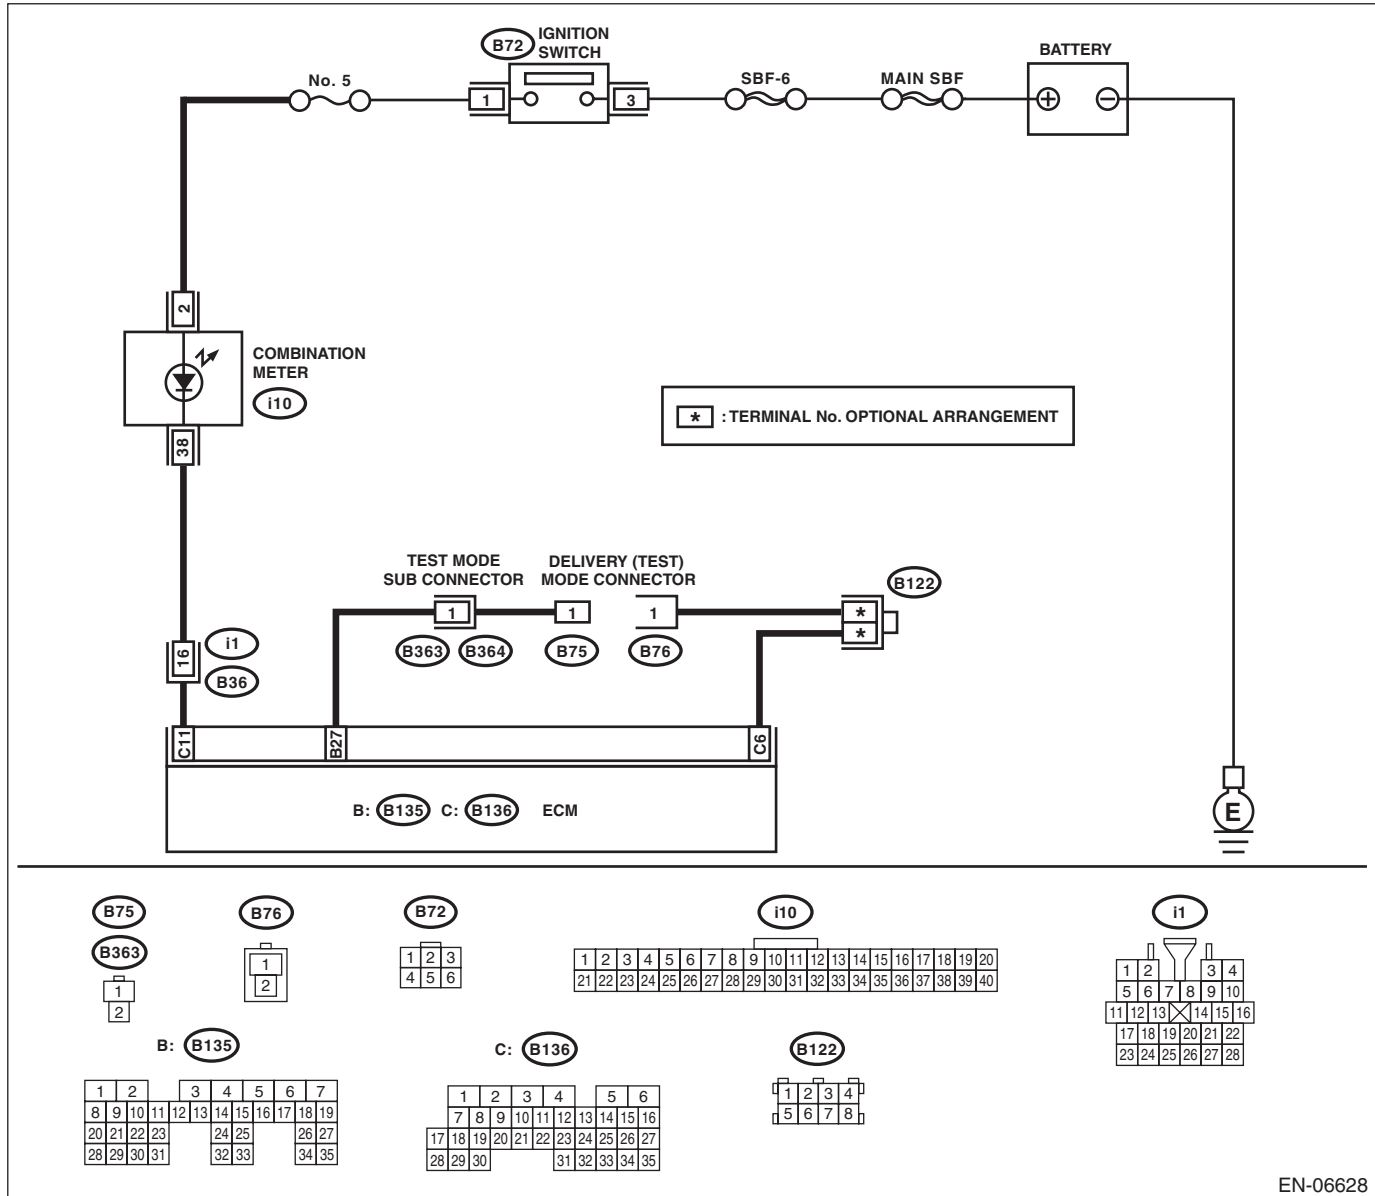 B72
IGNITION
SWITCH
BATTERY
No. 5
SBF-6
MAIN SBF
1
3
+
−
2
COMBINATION
METER
i10
38
* : TERMINAL No. OPTIONAL ARRANGEMENT
TEST MODE
SUB CONNECTOR
DELIVERY (TEST)
MODE CONNECTOR
B122
1
1
1
*
*
B363
B364
B75
B76
16
i1
B36
C11
B27
C6
B: B135 C: B136 ECM
E
B75
B363
1
2
B76
1
2
B72
1 2 3
4 5 6
i10
1 2 3 4 5 6 7 8 9 10 11 12 13 14 15 16 17 18 19 20
21 22 23 24 25 26 27 28 29 30 31 32 33 34 35 36 37 38 39 40
i1
1 2 3 4
5 6 7 8 9 10
11 12 13 14 15 16
17 18 19 20 21 22
23 24 25 26 27 28
B: B135
1 2 3 4 5 6 7
8 9 10 11 12 13 14 15 16 17 18 19
20 21 22 23 24 25 26 27
28 29 30 31 32 33 34 35
C: B136
1 2 3 4 5 6
7 8 9 10 11 12 13 14 15 16
17 18 19 20 21 22 23 24 25 26 27
28 29 30 31 32 33 34 35
B122
1 2 3 4
5 6 7 8
EN-06628